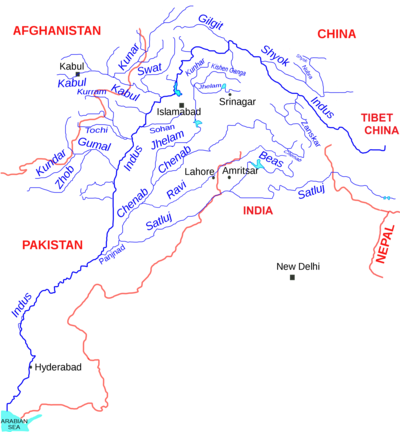 AFGHANISTAN
Gilgit
CHINA
Kunar
Shyok
Swat
Kabul
Kunhar
Kishen Ganga
Nubra
Kabul
Kabul
Kurram
Jhelam
Indus
Islamabad
Srinagar
TIBET
CHINA
Zanskar
Sohan
Tochi
Jhelam
Gumal
Indus
Chenab
Chenab
Beas
Kundar
Zhob
Lahore
Amritsar
Ravi
Satluj
Chenab
Satluj
INDIA
PAKISTAN
Panjnad
NEPAL
New Delhi
Indus
Hyderabad
ARABIAN
SEA